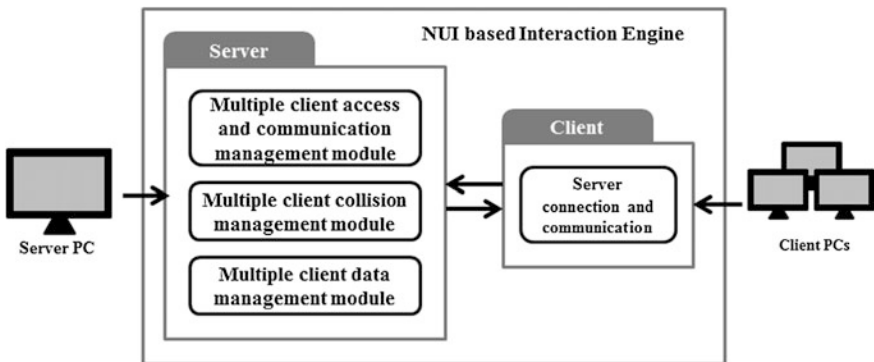 NUI based Interaction Engine
Server
Multiple client access
and communication
management module
Multiple client collision
management module
Multiple client data
management module
Client
Server
connection and
communication
Server PC
Client PCs